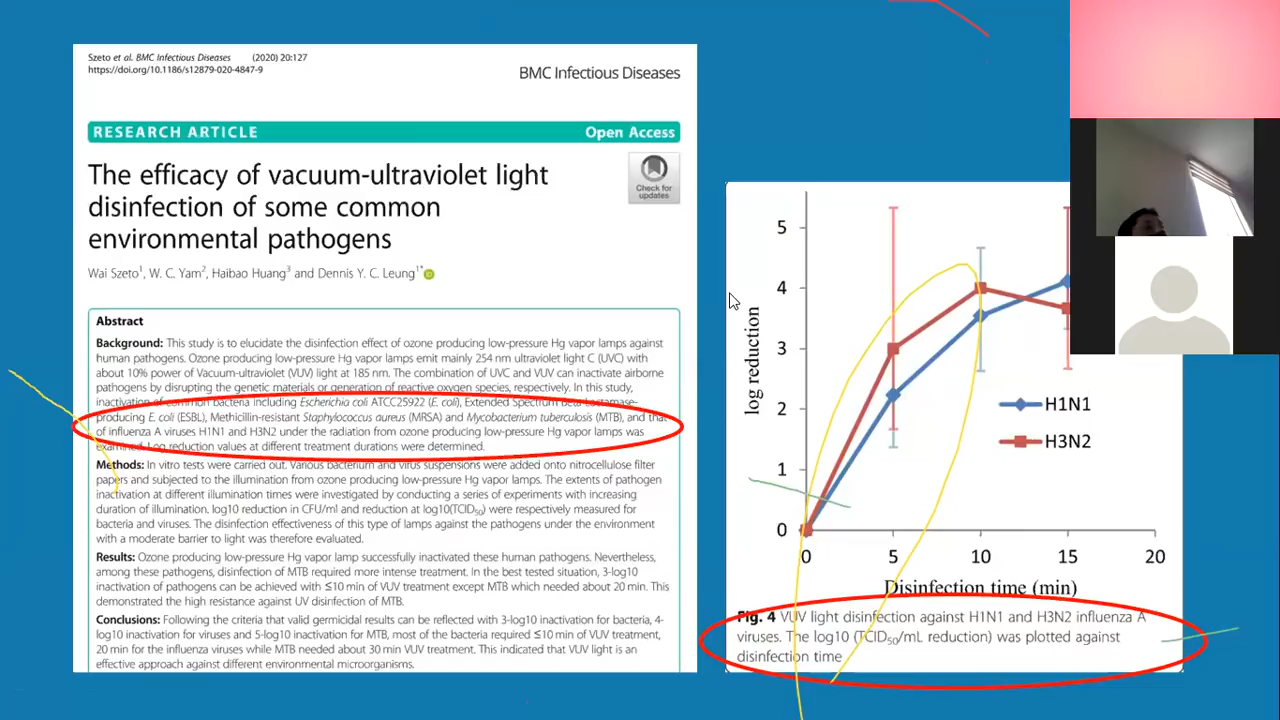 Szeto et al. BMC Infectious Diseases (2020) 20:127
https://doi.org/10.1186/s12879-020-4847-9
BMC Infectious Diseases
RESEARCH ARTICLE Open Access
The efficacy of vacuum-ultraviolet light
disinfection of some common
environmental pathogens
Check for
updates
Wai Szeto1, W. C. Yam2, Haibao Huang3 and Dennis Y. C. Leung1*
Abstract
Background: This study is to elucidate the disinfection effect of ozone producing low-pressure Hg vapor lamps against
human pathogens. Ozone producing low-pressure Hg vapor lamps emit mainly 254 nm ultraviolet light C (UVC) with
about 10% power of Vacuum-ultraviolet (VUV) light at 185 nm. The combination of UVC and VUV can inactivate airborne
pathogens by disrupting the genetic materials or generation of reactive oxygen species, respectively. In this study,
inactivation of common bacteria including Escherichia coli ATCC25922 (E. coli), Extended Spectrum Beta-Lactamase-
producing E. coli (ESBL), Methicillin-resistant Staphylococcus aureus (MRSA) and Mycobacterium tuberculosis (MTB), and that
of influenza A viruses H1N1 and H3N2 under the radiation from ozone producing low-pressure Hg vapor lamps was
examined. Log reduction values at different treatment durations were determined.
Methods: In vitro tests were carried out. Various bacterium and virus suspensions were added onto nitrocellulose filter
papers and subjected to the illumination from ozone producing low-pressure Hg vapor lamps. The extents of pathogen
inactivation at different illumination times were investigated by conducting a series of experiments with increasing
duration of illumination. log10 reduction in CFU/ml and reduction at log10(TCID50) were respectively measured for
bacteria and viruses. The disinfection effectiveness of this type of lamps against the pathogens under the environment
with a moderate barrier to light was therefore evaluated.
Results: Ozone producing low-pressure Hg vapor lamp successfully inactivated these human pathogens. Nevertheless,
among these pathogens, disinfection of MTB required more intense treatment. In the best tested situation, 3-log10
inactivation of pathogens can be achieved with ≤10 min of VUV treatment except MTB which needed about 20 min. This
demonstrated the high resistance against UV disinfection of MTB.
Conclusions: Following the criteria that valid germicidal results can be reflected with 3-log10 inactivation for bacteria, 4-
log10 inactivation for viruses and 5-log10 inactivation for MTB, most of the bacteria required ≤10 min of VUV treatment,
20 min for the influenza viruses while MTB needed about 30 min VUV treatment. This indicated that VUV light is an
effective approach against different environmental microorganisms.
log reduction
5
4
3
2
1
0
H1N1
H3N2
0 5 10 15 20
Disinfection time (min)
Fig. 4 VUV light disinfection against H1N1 and H3N2 influenza A
viruses. The log10 (TCID50/mL reduction) was plotted against
disinfection time